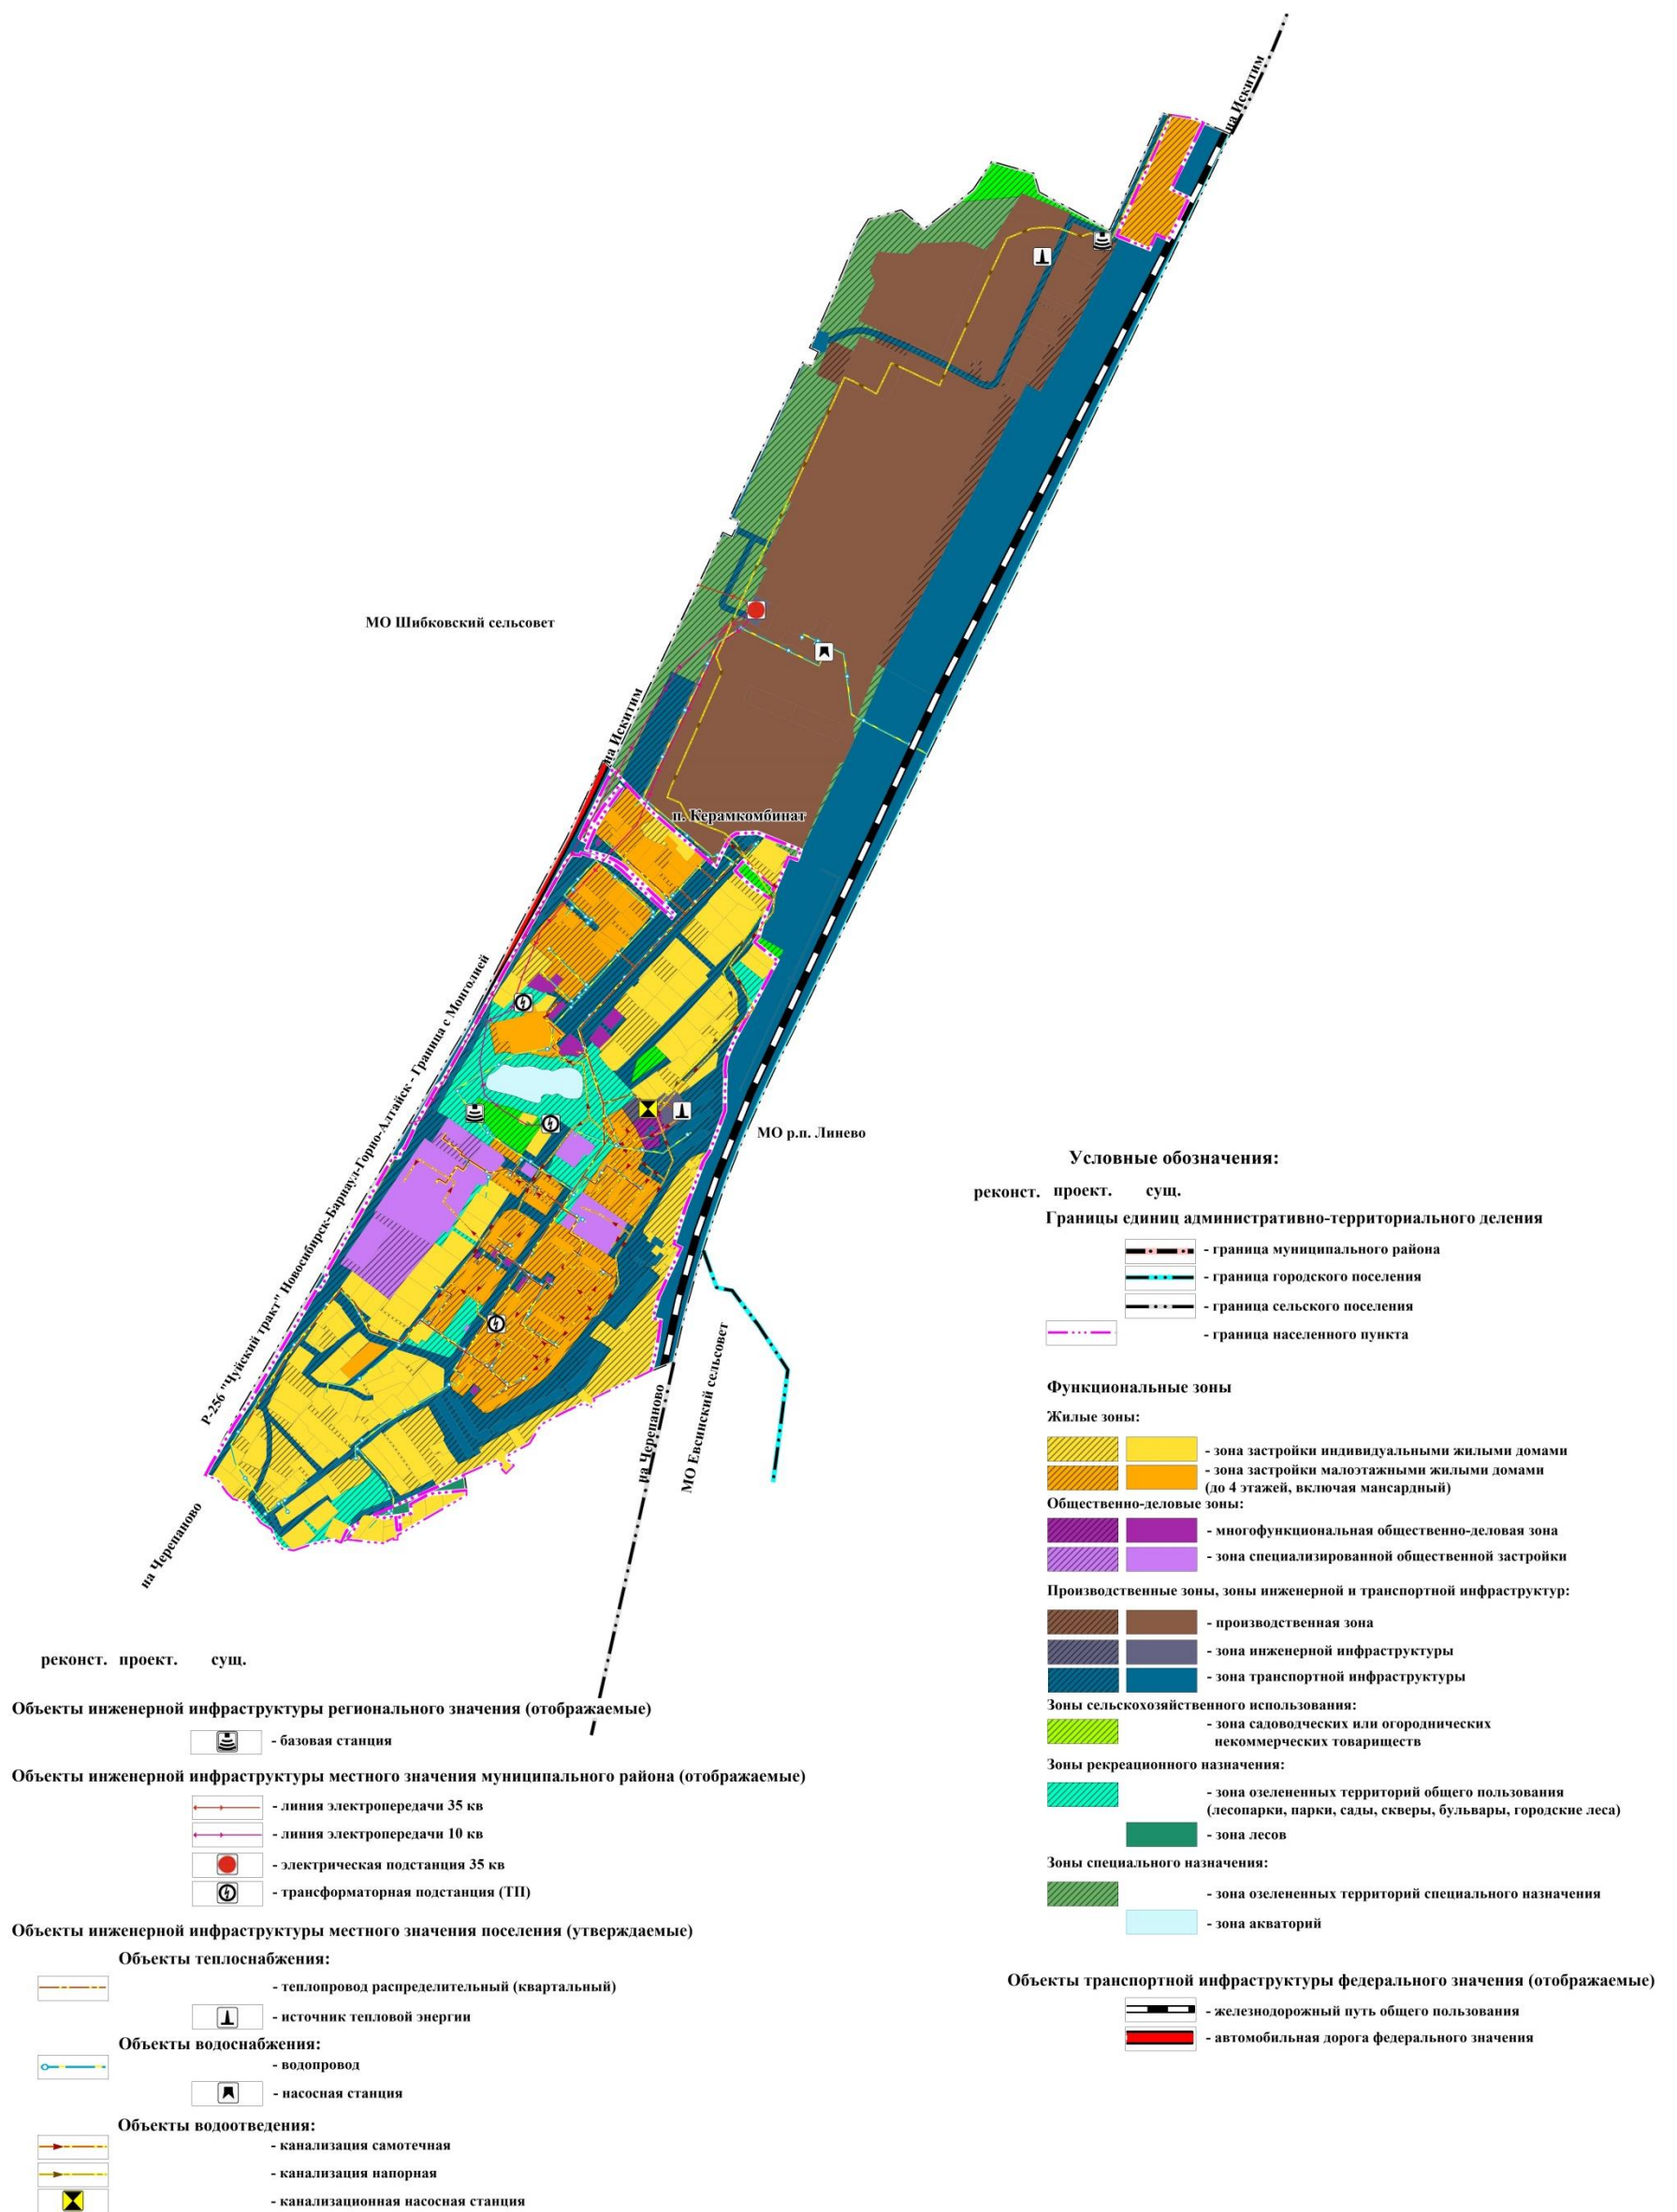 на Искитим
МО Шибковский сельсовет
на Искитим
п. Керамкомбинат
Р-256 "Чуйский тракт" Новосибирск-Барнаул-Горно-Алтайск - Граница с Монголией
МО р.п. Линево
МО Евсинский сельсовет
на Черепаново
на Черепаново
Условные обозначения:
реконст. проект. сущ.
Границы единиц административно-территориального деления
- граница муниципального района
- граница городского поселения
- граница сельского поселения
- граница населенного пункта
Функциональные зоны
Жилые зоны:
- зона застройки индивидуальными жилыми домами
- зона застройки малоэтажными жилыми домами
(до 4 этажей, включая мансардный)
Общественно-деловые зоны:
- многофункциональная общественно-деловая зона
- зона специализированной общественной застройки
Производственные зоны, зоны инженерной и транспортной инфраструктур:
- производственная зона
- зона инженерной инфраструктуры
- зона транспортной инфраструктуры
Зоны сельскохозяйственного использования:
- зона садоводческих или огороднических
некоммерческих товариществ
Зоны рекреационного назначения:
- зона озелененных территорий общего пользования
(лесопарки, парки, сады, скверы, бульвары, городские леса)
- зона лесов
Зоны специального назначения:
- зона озелененных территорий специального назначения
- зона акваторий
Объекты транспортной инфраструктуры федерального значения (отображаемые)
- железнодорожный путь общего пользования
- автомобильная дорога федерального значения
реконст. проект. сущ.
Объекты инженерной инфраструктуры регионального значения (отображаемые)
- базовая станция
Объекты инженерной инфраструктуры местного значения муниципального района (отображаемые)
- линия электропередачи 35 кв
- линия электропередачи 10 кв
- электрическая подстанция 35 кв
- трансформаторная подстанция (ТП)
Объекты инженерной инфраструктуры местного значения поселения (утверждаемые)
Объекты теплоснабжения:
- теплопровод распределительный (квартальный)
- источник тепловой энергии
Объекты водоснабжения:
- водопровод
- насосная станция
Объекты водоотведения:
- канализация самотечная
- канализация напорная
- канализационная насосная станция